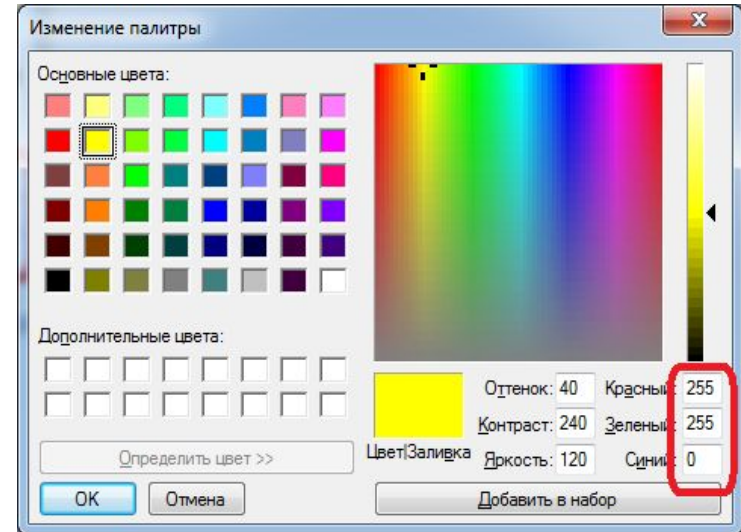 Изменение палитры
Основные цвета:
Дополнительные цвета:
Определить цвет >>
OK
Отмена
Цвет|Заливка
Оттенок: 40
Контраст: 240
Яркость: 120
Красный: 255
Зеленый: 255
Синий: 0
Добавить в набор